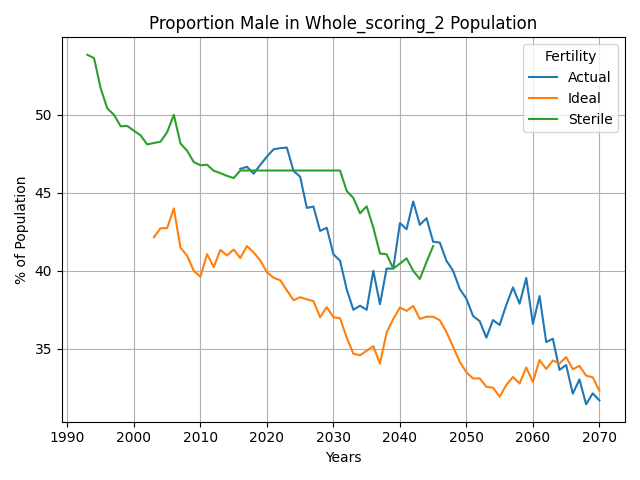 Proportion Male in Whole_scoring_2 Population
Fertility
Actual
Ideal
Sterile
% of Population
50
45
40
35
1990
2000
2010
2020
2030
2040
2050
2060
2070
Years